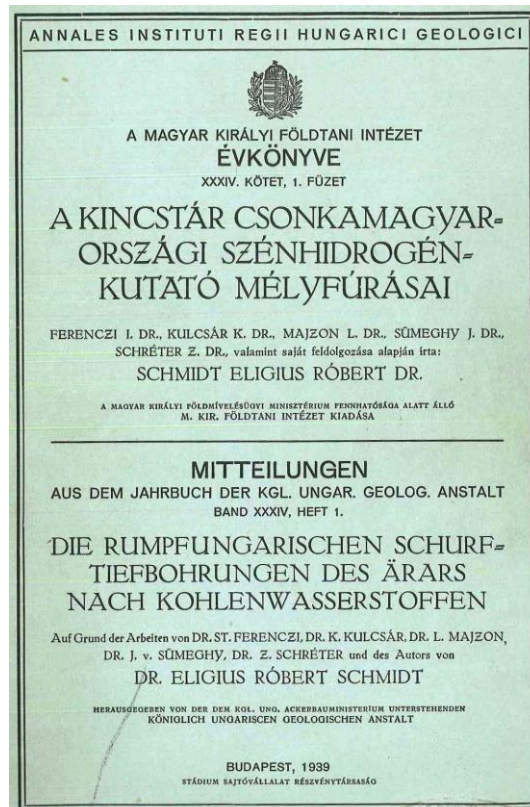 ANNALES INSTITUTI REGII HUNGARICI GEOLOGICI
A MAGYAR KIRÁLYI FÖLDTANI INTÉZET
ÉVKÖNYVE
XXXIV. KÖTET, 1. FÜZET
A KINCSTÁR CSONKAMAGYAR=
ORSZÁGI SZÉNHIDROGÉN=
KUTATÓ MÉLYFÚRÁSAI
FERENCZI I. DR., KULCSÁR K. DR., MAJZON L. DR., SÜMEGHY J. DR.,
SCHRÉTER Z. DR., valamint saját feldolgozása alapján írta:
SCHMIDT ELIGIUS RÓBERT DR.
A MAGYAR KIRÁLYI FÖLDMÍVELÉSÜGYI MINISZTÉRIUM FENNHATÓSÁGA ALATT ÁLLÓ
M. KIR. FÖLDTANI INTÉZET KIADÁSA
MITTEILUNGEN
AUS DEM JAHRBUCH DER KGL. UNGAR. GEOLOG. ANSTALT
BAND XXXIV, HEFT 1.
DIE RUMPFUNGARISCHEN SCHURF=
TIEFBOHRUNGEN DES ÄRARS
NACH KOHLENWASSERSTOFFEN
Auf Grund der Arbeiten von DR. ST. FERENCZI, DR. K. KULCSÁR, DR. L. MAJZON,
DR. J. v. SÜMEGHY, DR. Z. SCHRÉTER und des Autors von
DR. ELIGIUS RÓBERT SCHMIDT
HERAUSGEGEBEN VON DER DEM KGL. UNG. ACKERBAUMINISTERIUM UNTERSTEHENDEN
KÖNIGLICH UNGARISCEN GEOLOGISCHEN ANSTALT
BUDAPEST, 1939
STÁDIUM SAJTÓVÁLLALAT RÉSZVÉNYTÁRSASÁG